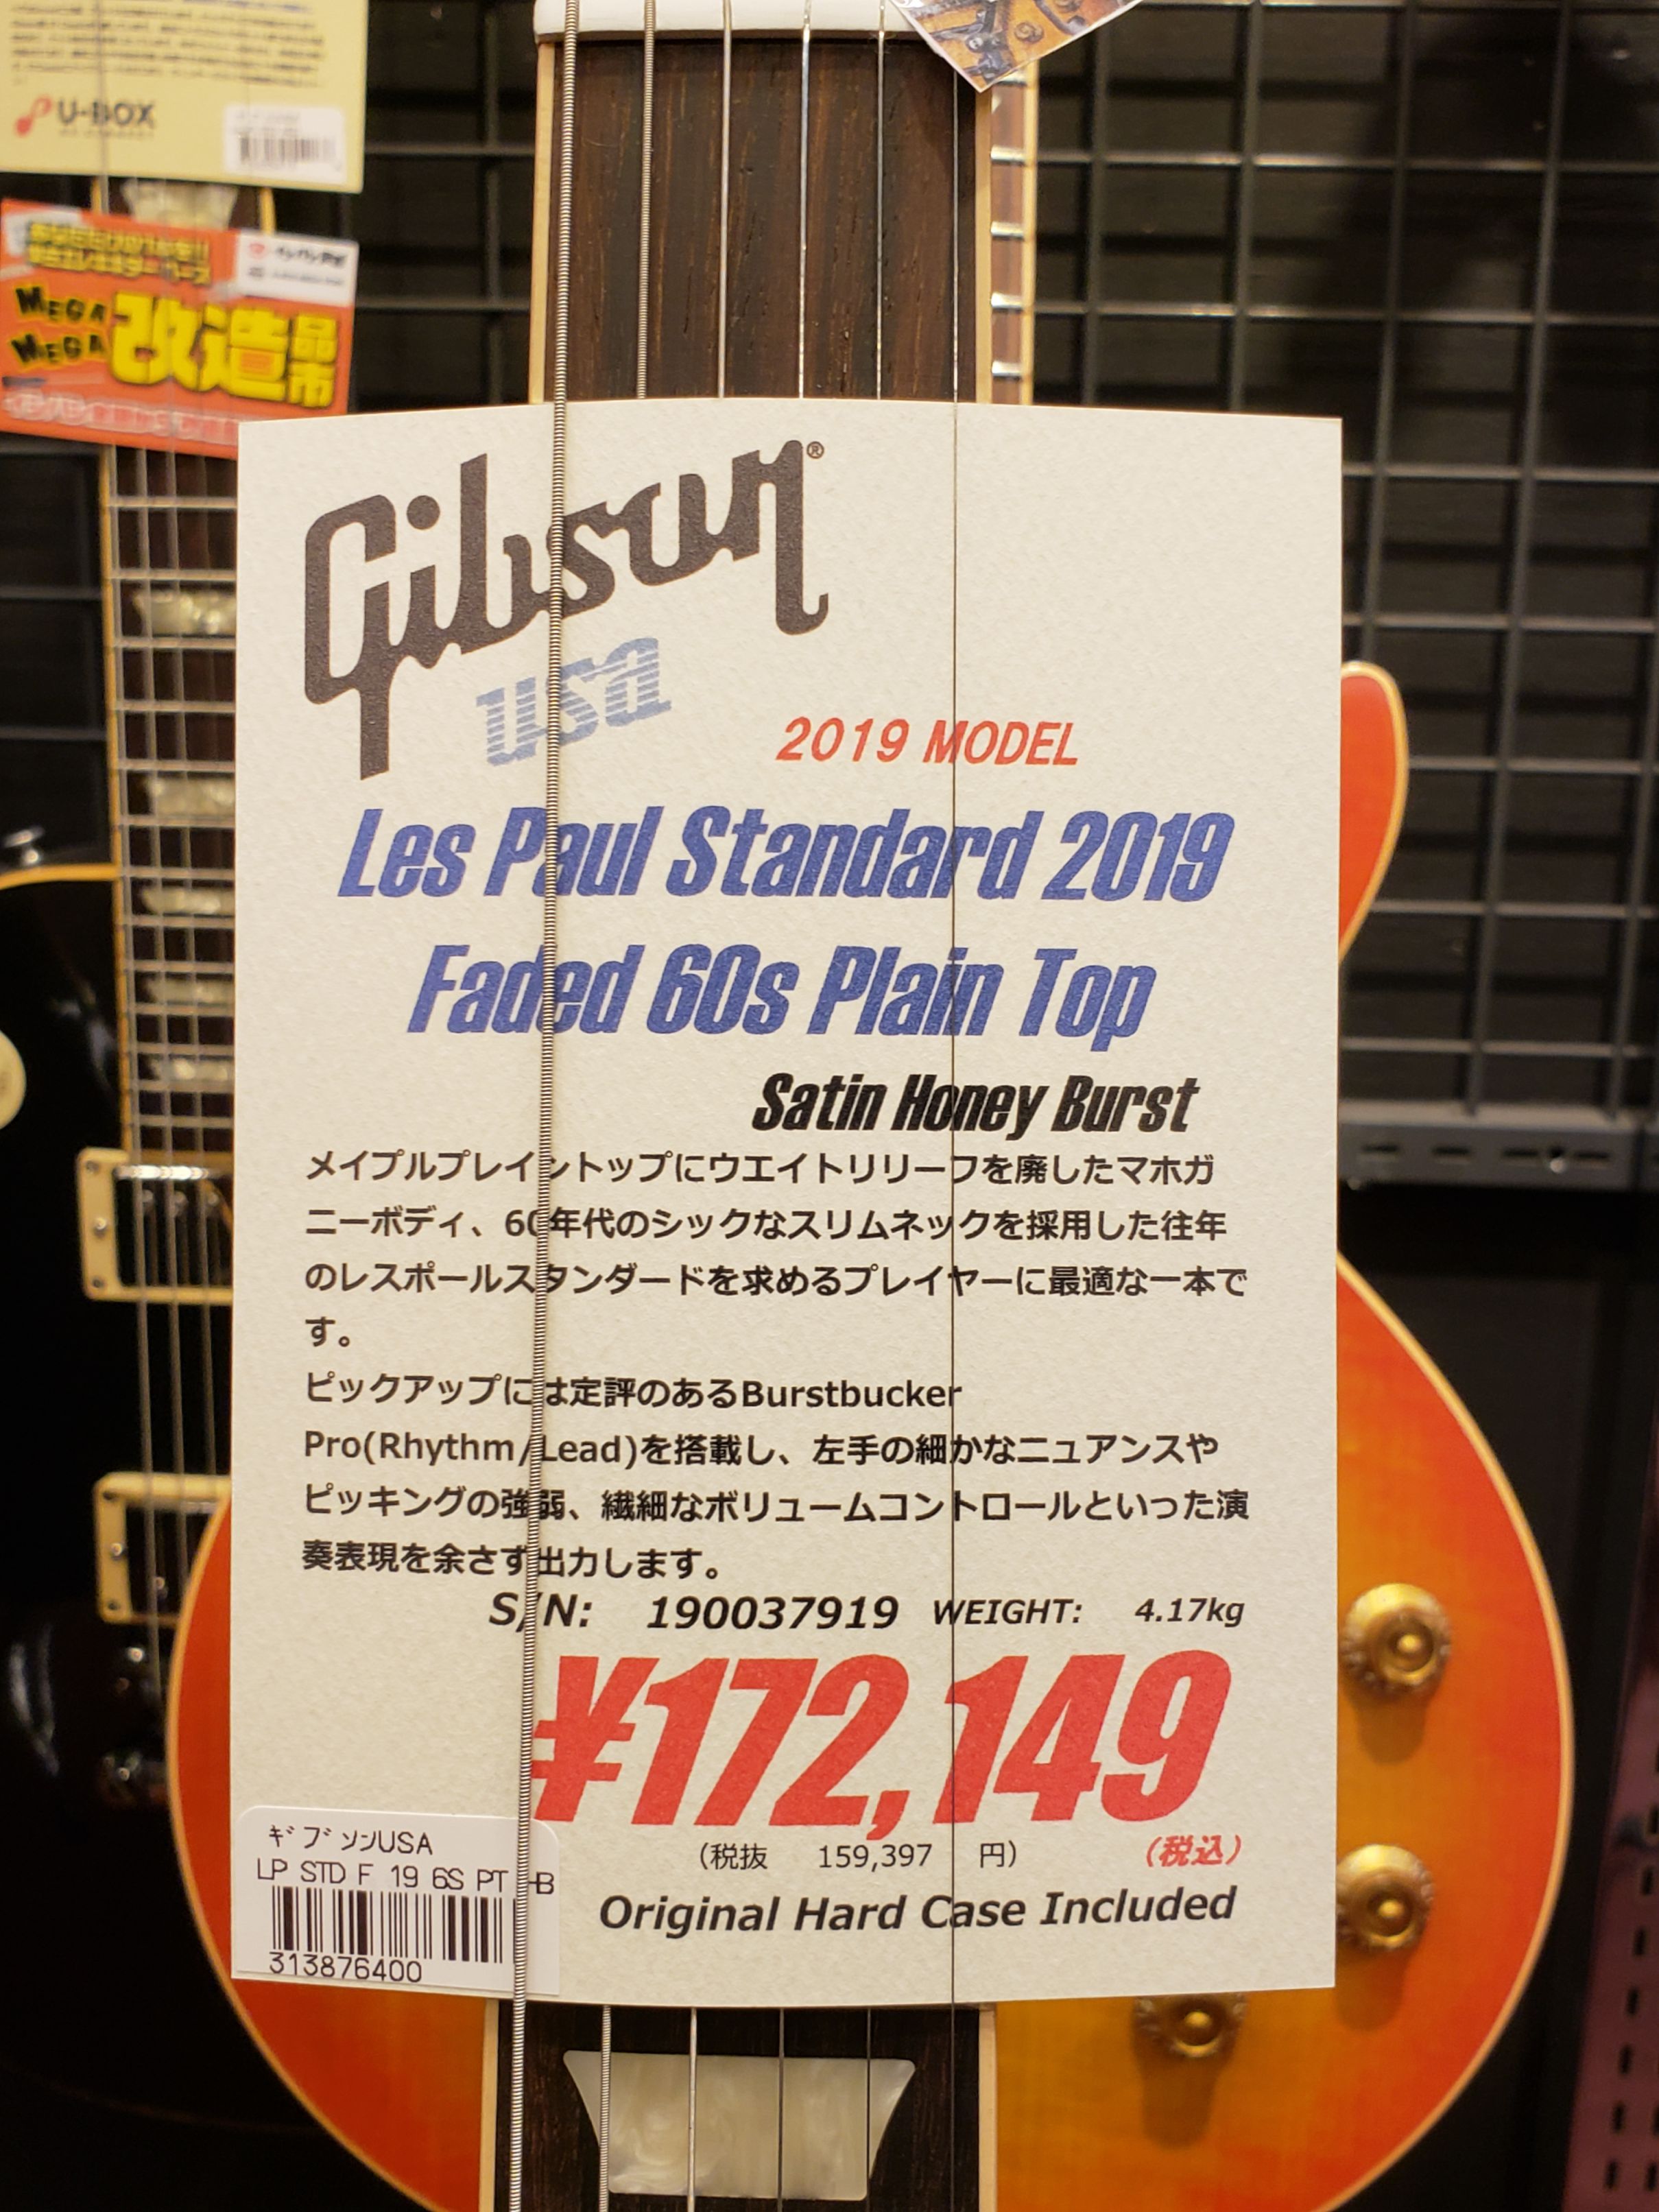 U-BOX
MEGA
MEGA
改造品市
Gibson®
USA
2019 MODEL
Les Paul Standard 2019
Faded 60s Plain Top
Satin Honey Burst
メイプルプレイントップにウエイトリリーフを廃したマホガ
ニーボディ、60年代のシックなスリムネックを採用した往年
のレスポールスタンダードを求めるプレイヤーに最適な一本で
す。
ピックアップには定評のあるBurstbucker
Pro(Rhythm/Lead)を搭載し、左手の細かなニュアンスや
ピッキングの強弱、繊細なボリュームコントロールといった演
奏表現を余さず出力します。
S/N: 190037919 WEIGHT: 4.17kg
¥172,149
(税抜 159,397 円) (税込)
Original Hard Case Included
ギブソンUSA
LP STD F 19 6S PT HB
313876400